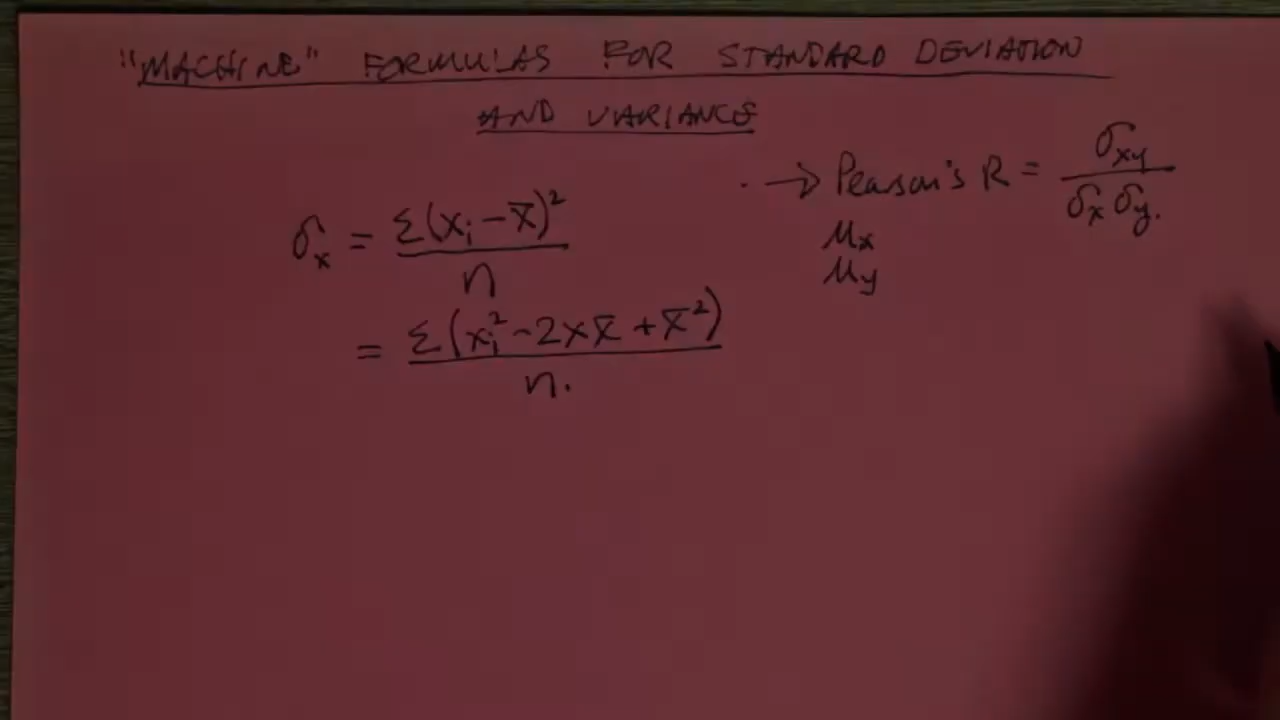 "MACHINE" FORMULAS FOR STANDARD DEVIATION
AND VARIANCE
σx = Σ(xi − x̄)² / n
= Σ(xi² − 2xx̄ + x̄²) / n.
· → Pearson's R = σxy / σx σy.
μx
μy